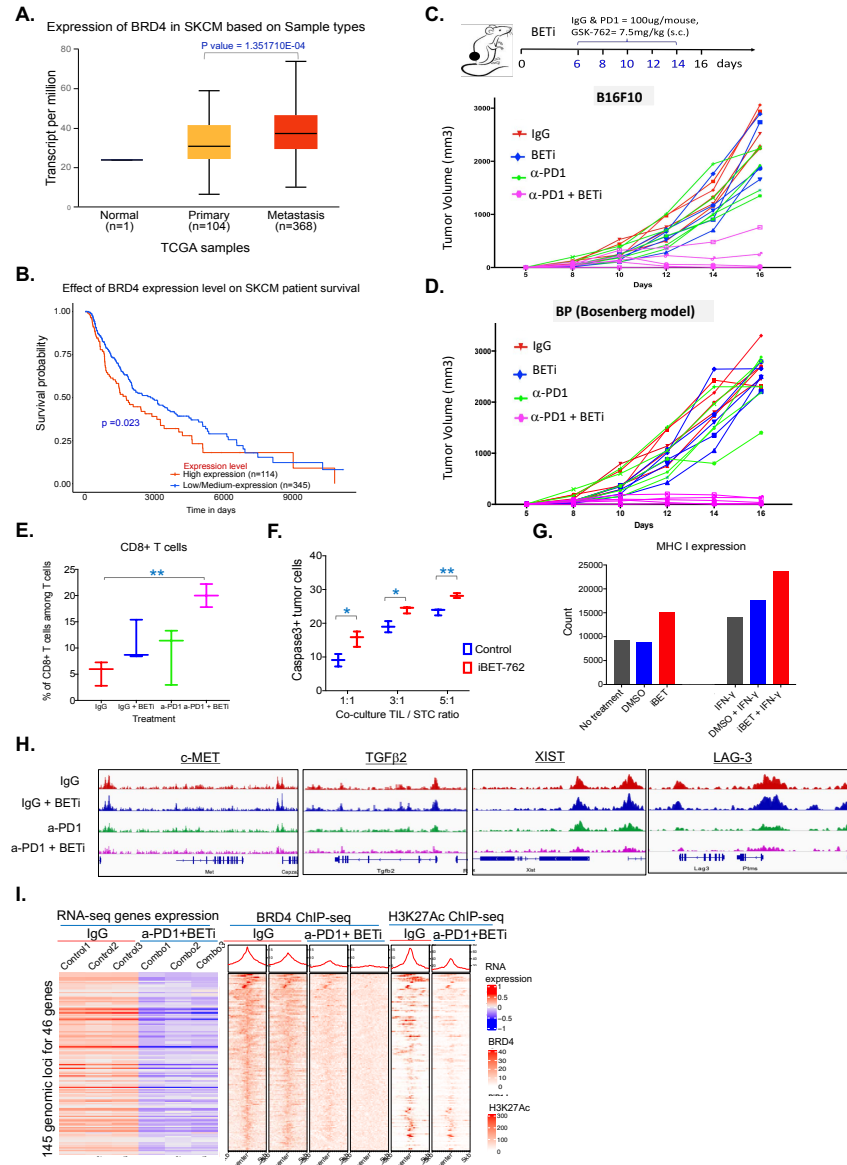 A.
Expression of BRD4 in SKCM based on Sample types
P value = 1.351710E-04
Transcript per million
80
60
40
20
0
Normal
(n=1)
Primary
(n=104)
Metastasis
(n=368)
TCGA samples
B.
Effect of BRD4 expression level on SKCM patient survival
Survival probability
1.00
0.75
0.50
0.25
0.00
p =0.023
Expression level
High expression (n=114)
Low/Medium-expression (n=345)
0 3000 6000 9000
Time in days
C.
BETi
IgG & PD1 = 100ug/mouse,
GSK-762= 7.5mg/kg (s.c.)
0 6 8 10 12 14 16 days
B16F10
Tumor Volume (mm3)
3000
2000
1000
0
IgG
BETi
α-PD1
α-PD1 + BETi
5 8 10 12 14 16
Days
D.
BP (Bosenberg model)
Tumor Volume (mm3)
3000
2000
1000
0
IgG
BETi
α-PD1
α-PD1 + BETi
5 8 10 12 14 16
Days
E.
CD8+ T cells
% of CD8+ T cells among T cells
25
20
15
10
5
0
**
IgG IgG + BETi a-PD1 a-PD1 + BETi
Treatment
F.
Caspase3+ tumor cells
40
30
20
10
0
*
*
**
Control
iBET-762
1:1 3:1 5:1
Co-culture TIL / STC ratio
G.
MHC I expression
Count
25000
20000
15000
10000
5000
0
No treatment
DMSO
iBET
IFN-γ
DMSO + IFN-γ
iBET + IFN-γ
H.
c-MET TGFβ2 XIST LAG-3
IgG
IgG + BETi
a-PD1
a-PD1 + BETi
Met
Tgfb2
Xist
Lag3 Ptms
I.
RNA-seq genes expression
IgG a-PD1+BETi
Control1 Control2 Control3 Combo1 Combo2 Combo3
BRD4 ChIP-seq
IgG a-PD1+ BETi
H3K27Ac ChIP-seq
IgG a-PD1+BETi
145 genomic loci for 46 genes
RNA
expression
1
0.5
0
-0.5
-1
BRD4
40
30
20
10
0
H3K27Ac
300
200
100
0